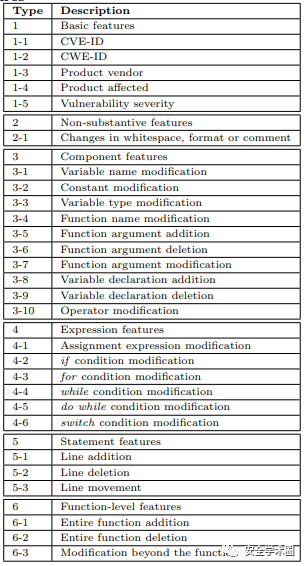 Type Description
1 Basic features
1-1 CVE-ID
1-2 CWE-ID
1-3 Product vendor
1-4 Product affected
1-5 Vulnerability severity
2 Non-substantive features
2-1 Changes in whitespace, format or comment
3 Component features
3-1 Variable name modification
3-2 Constant modification
3-3 Variable type modification
3-4 Function name modification
3-5 Function argument addition
3-6 Function argument deletion
3-7 Function argument modification
3-8 Variable declaration addition
3-9 Variable declaration deletion
3-10 Operator modification
4 Expression features
4-1 Assignment expression modification
4-2 if condition modification
4-3 for condition modification
4-4 while condition modification
4-5 do while condition modification
4-6 switch condition modification
5 Statement features
5-1 Line addition
5-2 Line deletion
5-3 Line movement
6 Function-level features
6-1 Entire function addition
6-2 Entire function deletion
6-3 Modification beyond the
安全学术圈